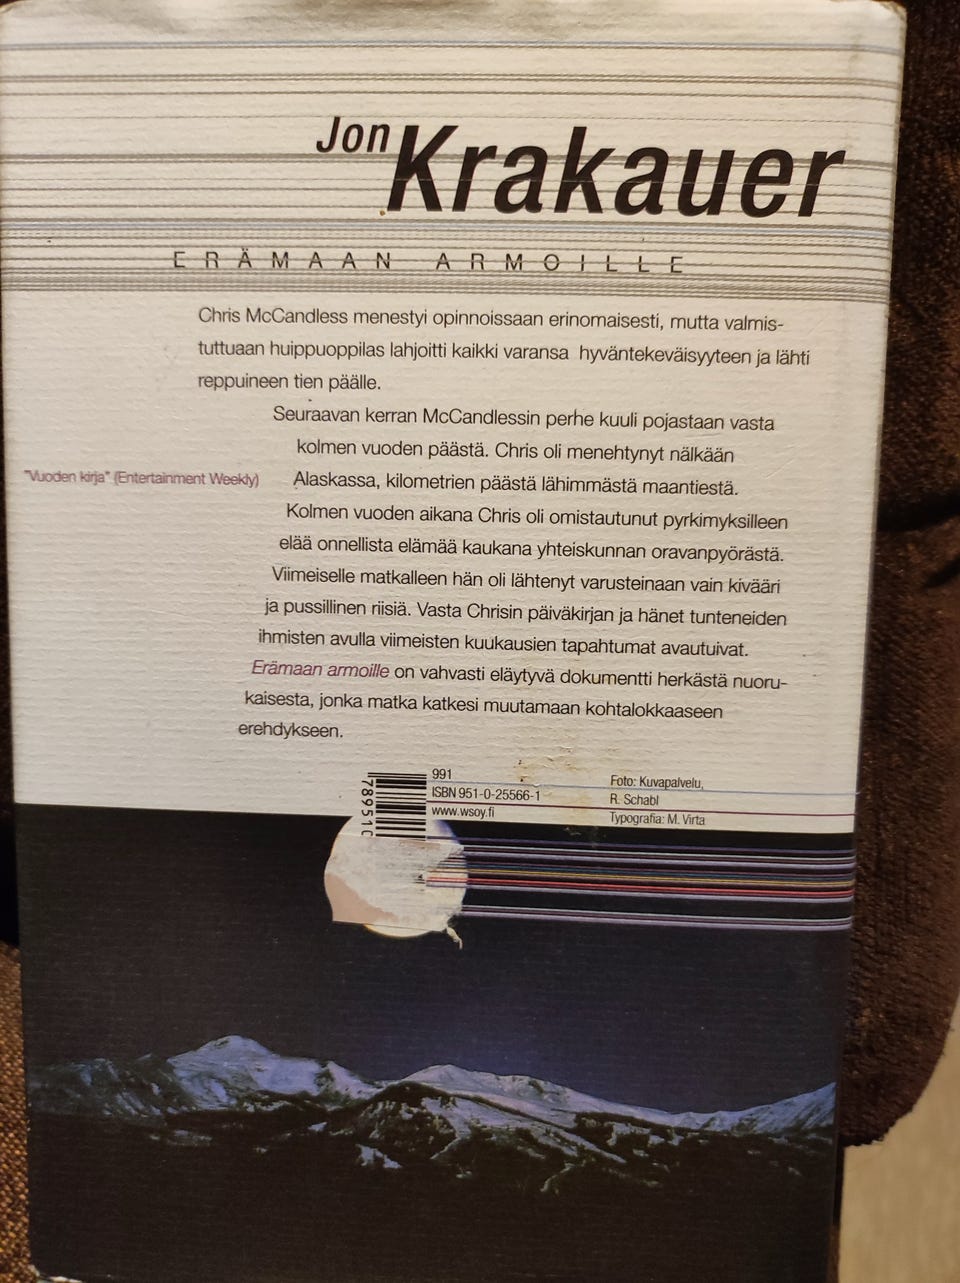 Jon Krakauer
ERÄMAAN ARMOILLE
Chris McCandless menestyi opinnoissaan erinomaisesti, mutta valmis-
tuttuaan huippuoppilas lahjoitti kaikki varansa hyväntekeväisyyteen ja lähti
reppuineen tien päälle.
Seuraavan kerran McCandlessin perhe kuuli pojastaan vasta
kolmen vuoden päästä. Chris oli menehtynyt nälkään
"Vuoden kirja" (Entertainment Weekly)
Alaskassa, kilometrien päästä lähimmästä maantiestä.
Kolmen vuoden aikana Chris oli omistautunut pyrkimyksilleen
elää onnellista elämää kaukana yhteiskunnan oravanpyörästä.
Viimeiselle matkalleen hän oli lähtenyt varusteinaan vain kivääri
ja pussillinen riisiä. Vasta Chrisin päiväkirjan ja hänet tunteneiden
ihmisten avulla viimeisten kuukausien tapahtumat avautuivat.
Erämaan armoille on vahvasti eläytyvä dokumentti herkästä nuoru-
kaisesta, jonka matka katkesi muutamaan kohtalokkaaseen
erehdykseen.
991
ISBN 951-0-25566-1
www.wsoy.fi
Foto: Kuvapalvelu,
R. Schabl
Typografia: M. Virta
789510